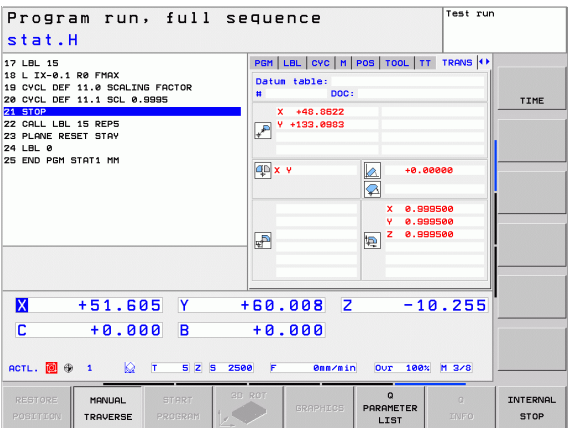 Program run, full sequence
Test run
stat.H
17 LBL 15
18 L IX-0.1 R0 FMAX
19 CYCL DEF 11.0 SCALING FACTOR
20 CYCL DEF 11.1 SCL 0.9995
21 STOP
22 CALL LBL 15 REP5
23 PLANE RESET STAY
24 LBL 0
25 END PGM STAT1 MM
PGM LBL CYC M POS TOOL TT TRANS
Datum table:
# DOC:
X +48.8622
Y +133.0983
X Y
+0.00000
X 0.999500
Y 0.999500
Z 0.999500
TIME
X +51.605 Y +60.008 Z -10.255
C +0.000 B +0.000
ACTL. 1 T 5 Z S 2500 F 0mm/min Ovr 100% M 3/8
RESTORE POSITION
MANUAL TRAVERSE
START PROGRAM
3D ROT
GRAPHICS
Q PARAMETER LIST
Q INFO
INTERNAL STOP